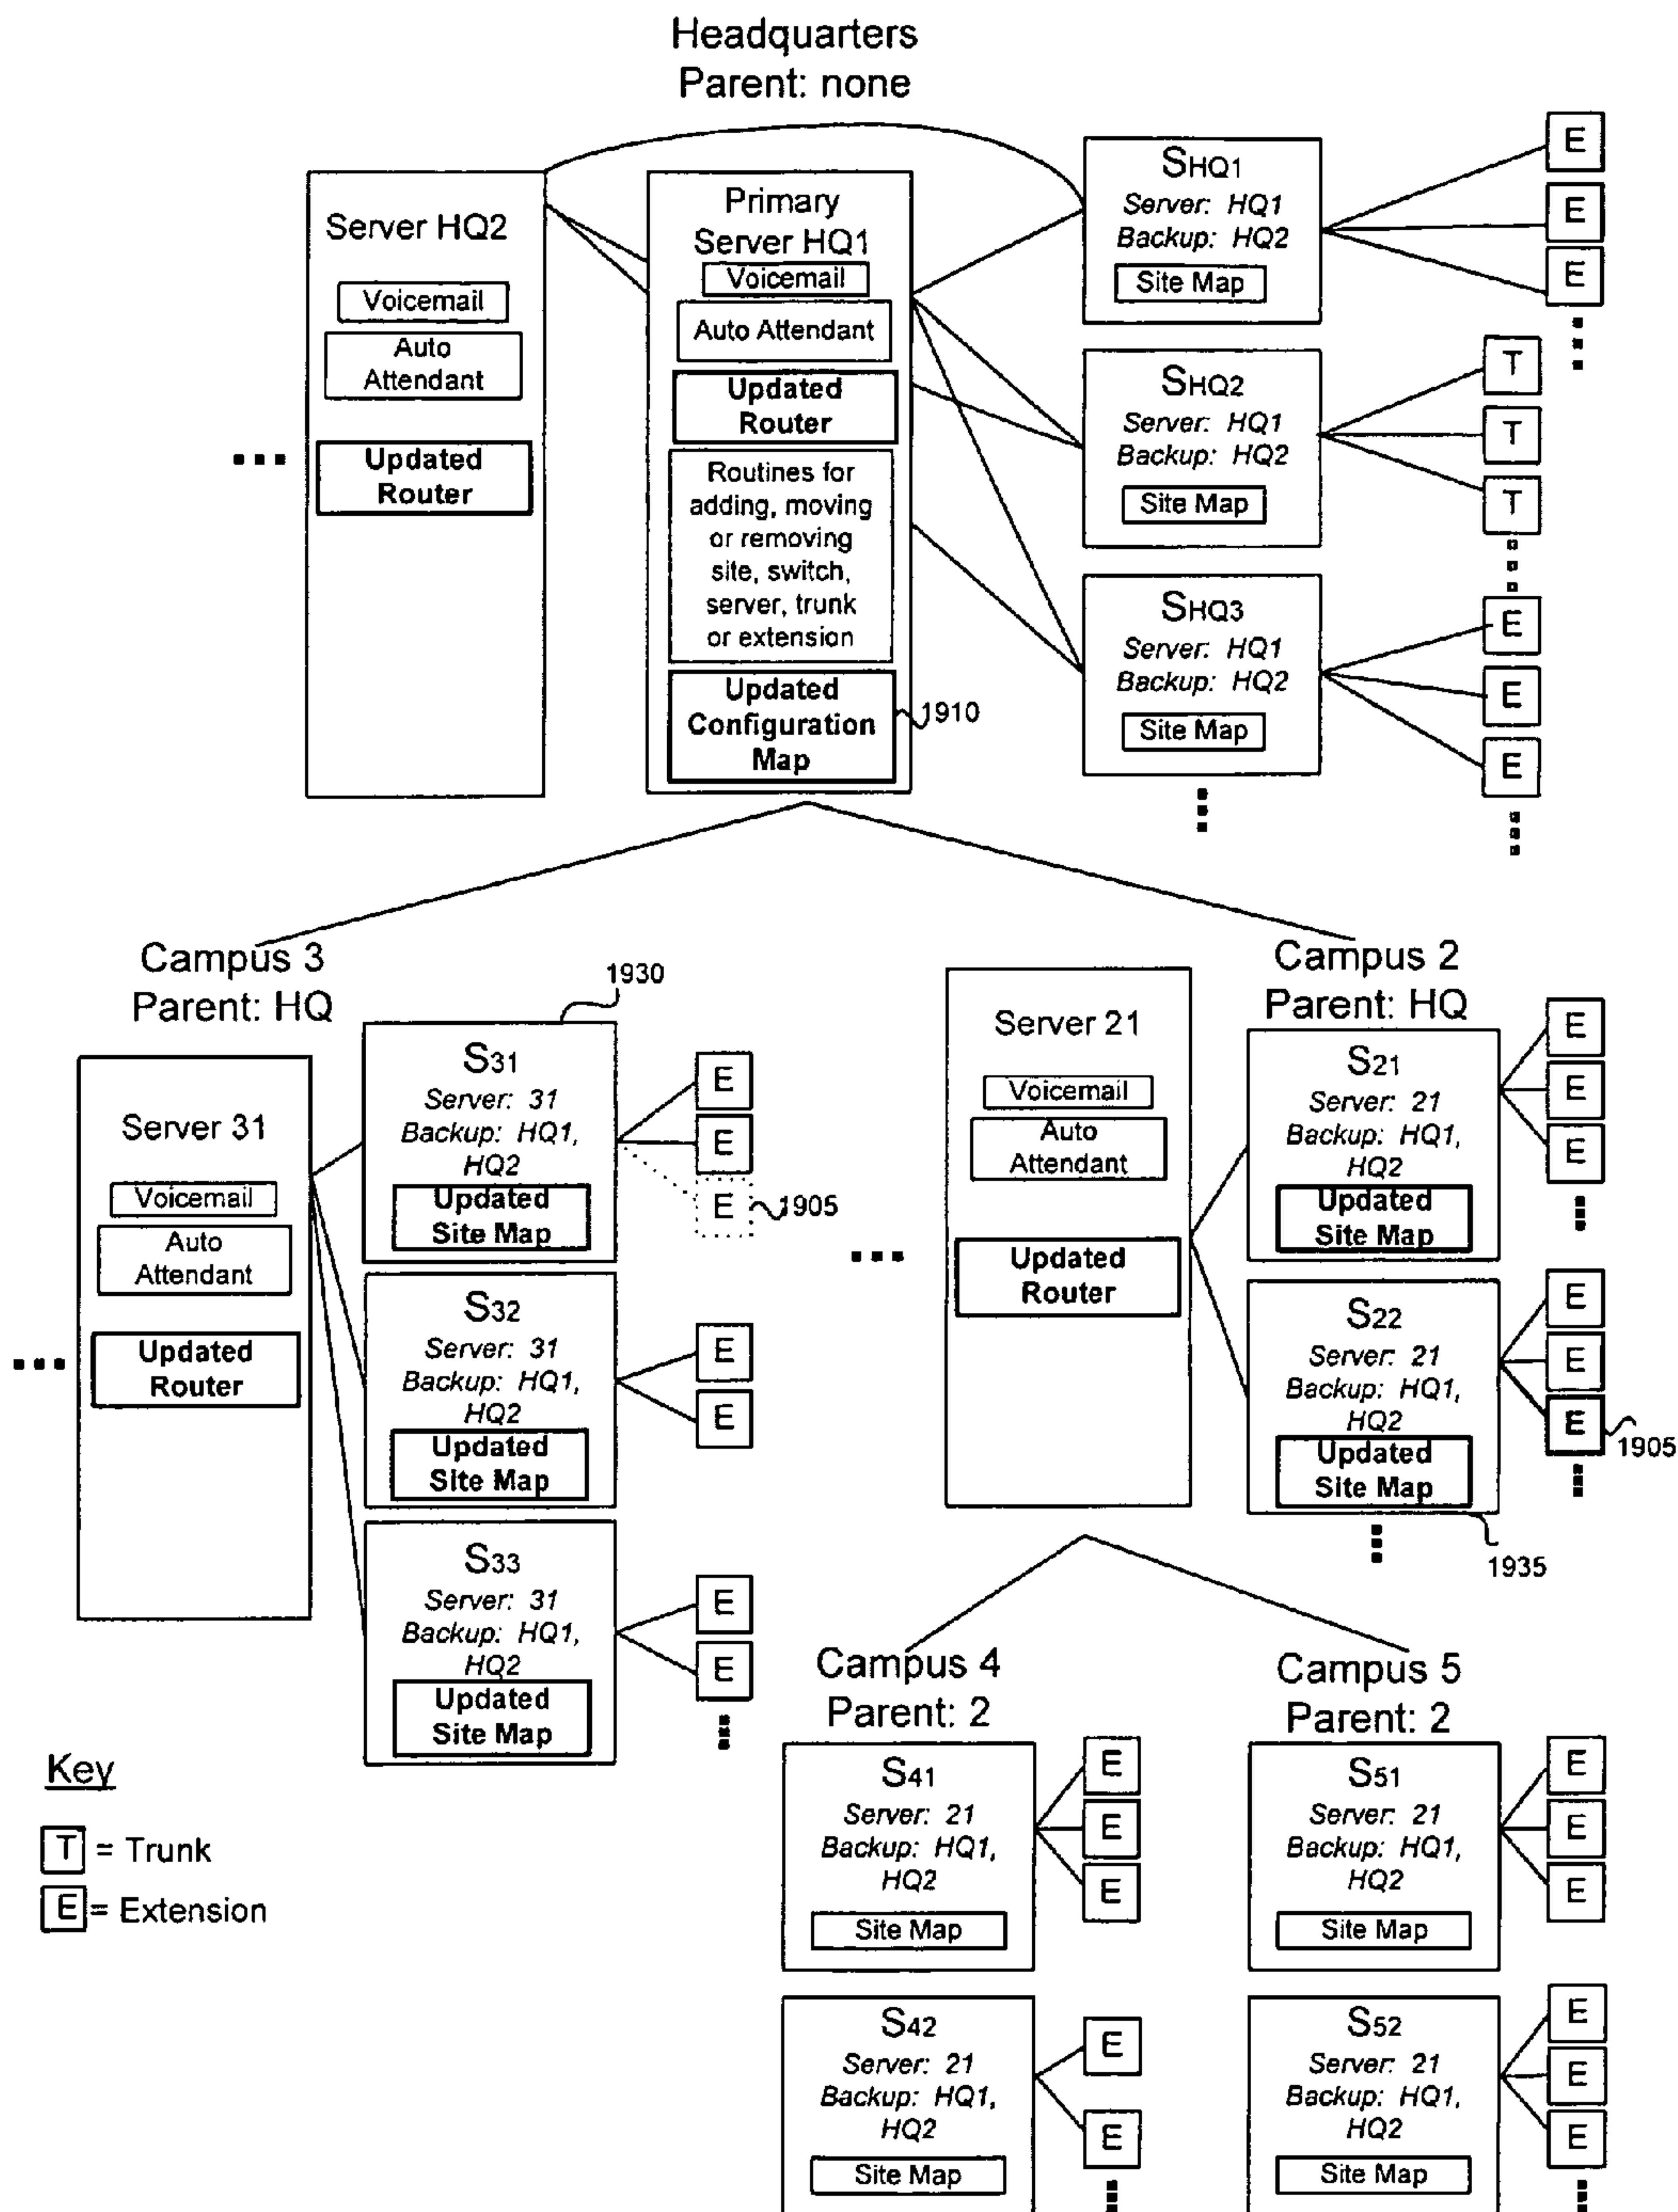 Headquarters
Parent: none
Server HQ2
Voicemail
Auto
Attendant
Updated
Router
Primary
Server HQ1
Voicemail
Auto Attendant
Updated
Router
Routines for
adding, moving
or removing
site, switch,
server, trunk
or extension
Updated
Configuration
Map
1910
SHQ1
Server: HQ1
Backup: HQ2
Site Map
E
E
E
SHQ2
Server: HQ1
Backup: HQ2
Site Map
T
T
T
SHQ3
Server: HQ1
Backup: HQ2
Site Map
E
E
E
Campus 3
Parent: HQ
Server 31
Voicemail
Auto
Attendant
Updated
Router
1930
S31
Server: 31
Backup: HQ1,
HQ2
Updated
Site Map
E
E
E
1905
S32
Server: 31
Backup: HQ1,
HQ2
Updated
Site Map
E
E
S33
Server: 31
Backup: HQ1,
HQ2
Updated
Site Map
E
E
Campus 2
Parent: HQ
Server 21
Voicemail
Auto
Attendant
Updated
Router
S21
Server: 21
Backup: HQ1,
HQ2
Updated
Site Map
E
E
E
S22
Server: 21
Backup: HQ1,
HQ2
Updated
Site Map
E
E
E
1905
1935
Campus 4
Parent: 2
S41
Server: 21
Backup: HQ1,
HQ2
Site Map
E
E
E
S42
Server: 21
Backup: HQ1,
HQ2
Site Map
E
E
Campus 5
Parent: 2
S51
Server: 21
Backup: HQ1,
HQ2
Site Map
E
E
E
S52
Server: 21
Backup: HQ1,
HQ2
Site Map
E
E
E
Key
T = Trunk
E = Extension